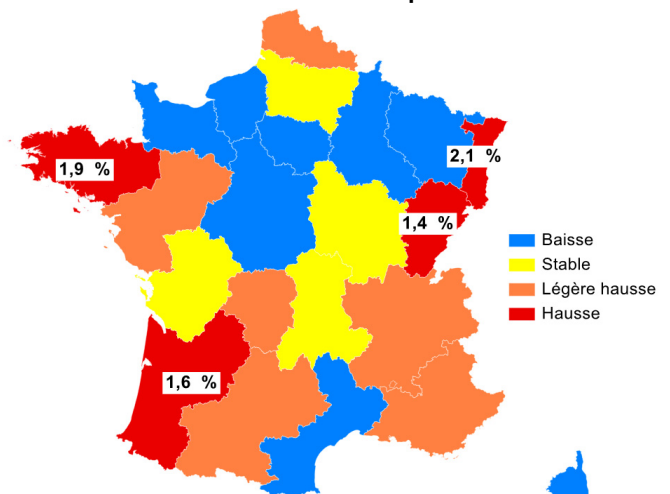 1,9 %
2,1 %
1,4 %
1,6 %
Baisse
Stable
Légère hausse
Hausse